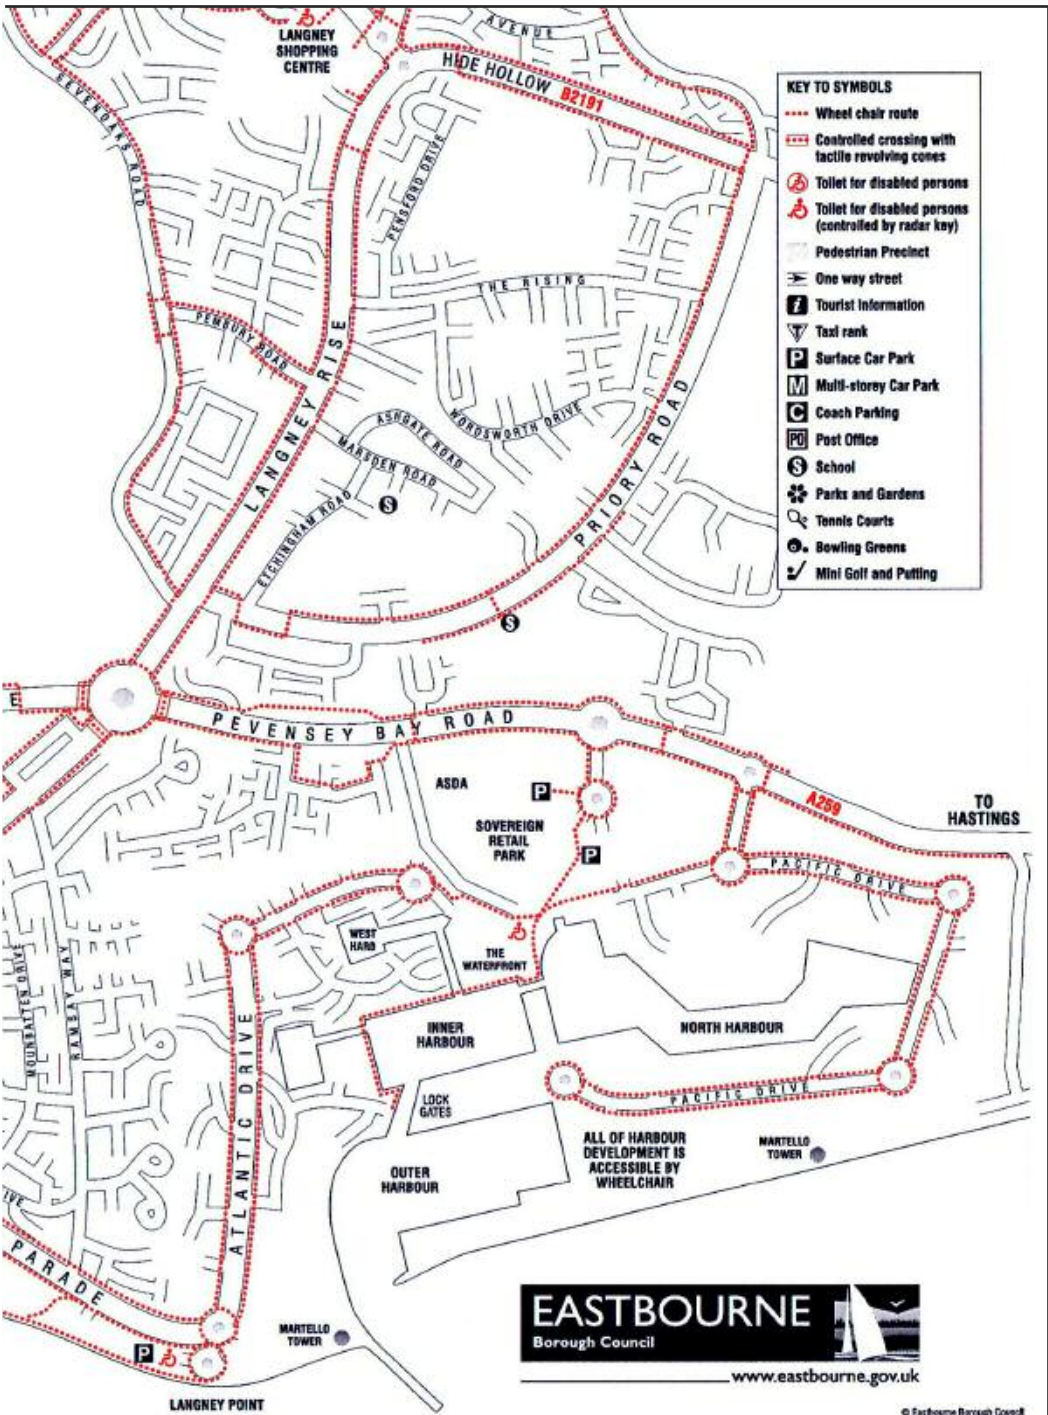 AVENUE
LANGNEY
SHOPPING
CENTRE
HIDE HOLLOW B2191
SEVENOAKS ROAD
PENSFORD DRIVE
KEY TO SYMBOLS
Wheel chair route
Controlled crossing with
tactile revolving cones
Toilet for disabled persons
Toilet for disabled persons
(controlled by radar key)
Pedestrian Precinct
One way street
i Tourist Information
T Taxi rank
P Surface Car Park
M Multi-storey Car Park
C Coach Parking
PO Post Office
S School
Parks and Gardens
Tennis Courts
Bowling Greens
Mini Golf and Putting
THE RISING
PEMBURY ROAD
LANGNEY RISE
WORDSWORTH DRIVE
ASHGATE ROAD
MARSDEN ROAD
PRIORY ROAD
ETCHINGHAM ROAD
S
S
E
PEVENSEY BAY ROAD
ASDA
P
SOVEREIGN
RETAIL
PARK
P
A259
TO
HASTINGS
PACIFIC DRIVE
WEST
HARD
THE
WATERFRONT
MOUNBATTEN DRIVE
RAMSAY WAY
INNER
HARBOUR
NORTH HARBOUR
ATLANTIC DRIVE
LOCK
GATES
PACIFIC DRIVE
ALL OF HARBOUR
DEVELOPMENT IS
ACCESSIBLE BY
WHEELCHAIR
MARTELLO
TOWER
OUTER
HARBOUR
IVE
PARADE
MARTELLO
TOWER
P
LANGNEY POINT
EASTBOURNE
Borough Council
www.eastbourne.gov.uk
© Eastbourne Borough Council